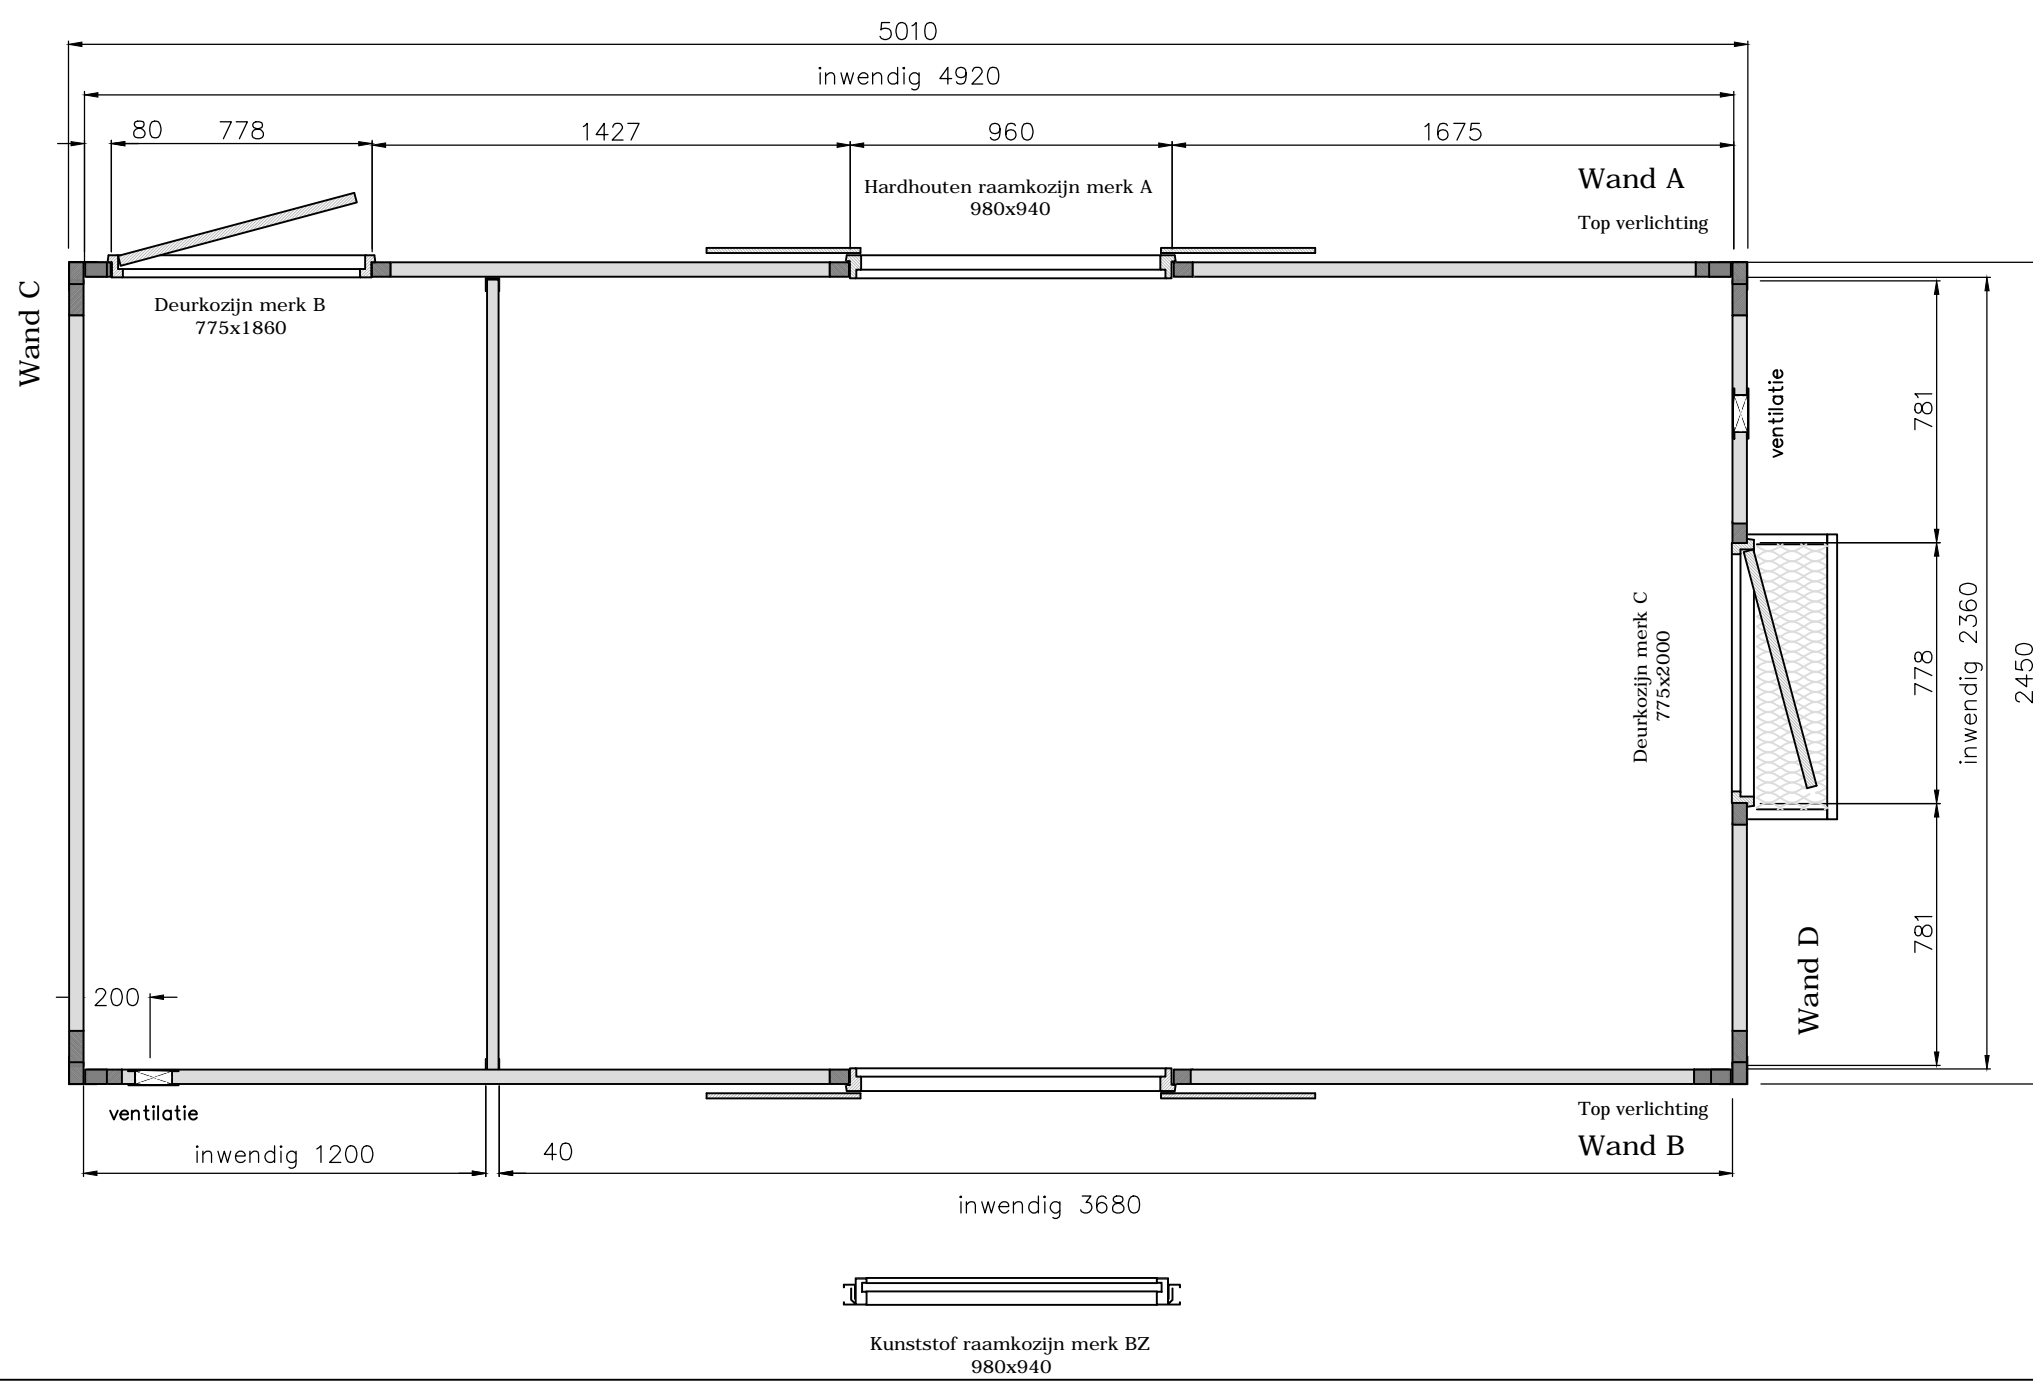 5010
inwendig 4920
80
778
1427
960
1675
Hardhouten raamkozijn merk A
980x940
Wand A
Top verlichting
Wand C
Deurkozijn merk B
775x1860
ventilatie
781
Deurkozijn merk C
775x2000
778
inwendig 2360
2450
781
Wand D
200
ventilatie
Top verlichting
Wand B
inwendig 1200
40
inwendig 3680
Kunststof raamkozijn merk BZ
980x940